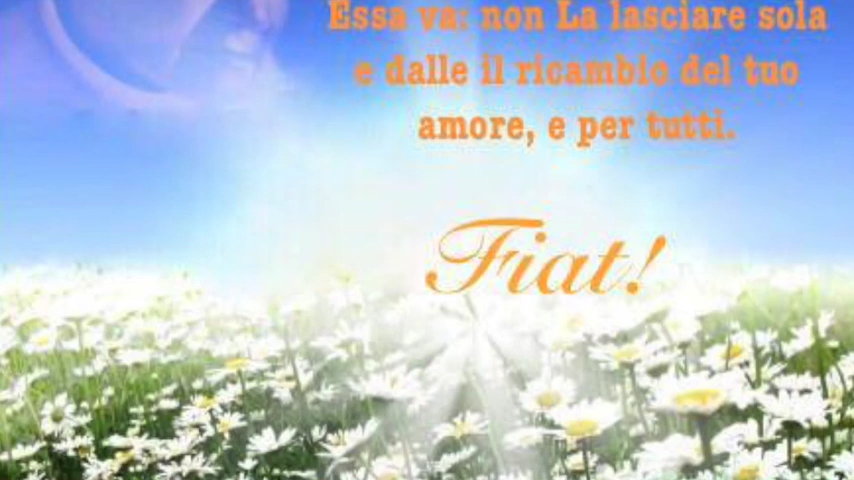 Essa va: non La lasciare sola
e dalle il ricambio del tuo
amore, e per tutti.
Fiat!